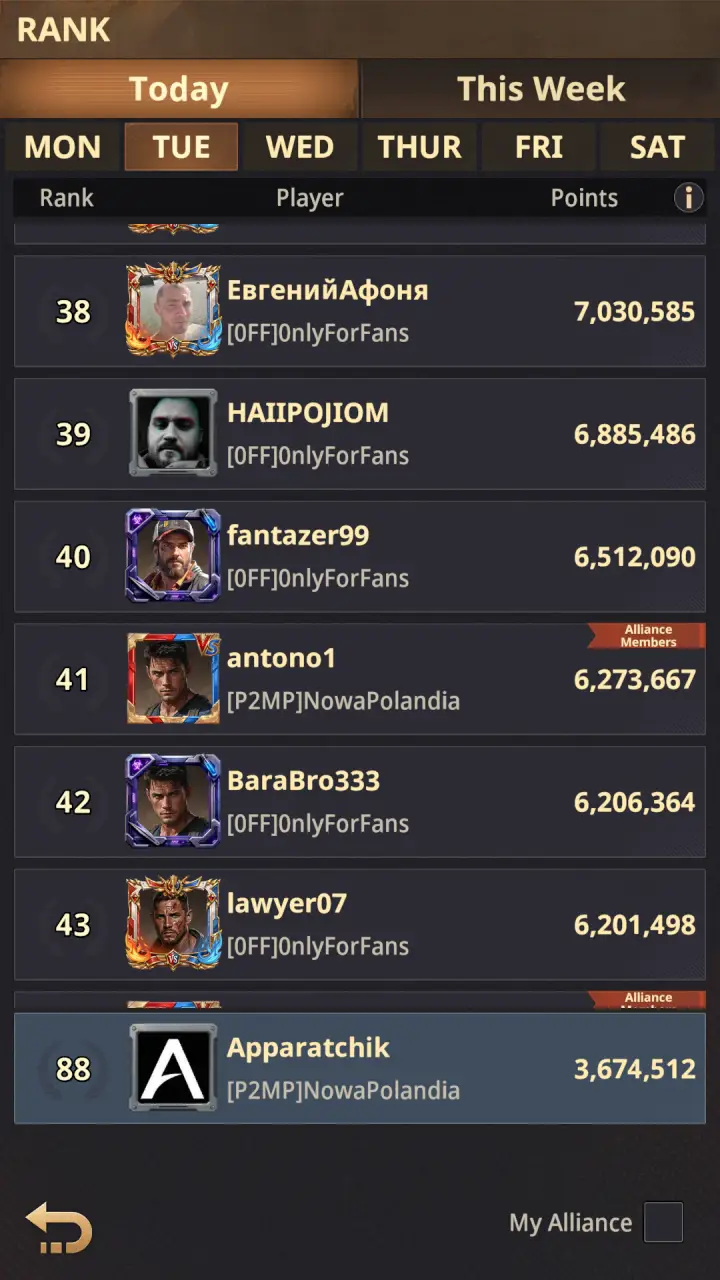 RANK
Today
This Week
MON
TUE
WED
THUR
FRI
SAT
Rank
Player
Points
38
ЕвгенийАфоня
[0FF]0nlyForFans
7,030,585
39
HAIIPOJIOM
[0FF]0nlyForFans
6,885,486
40
fantazer99
[0FF]0nlyForFans
6,512,090
Alliance
Members
41
antono1
[P2MP]NowaPolandia
6,273,667
42
BaraBro333
[0FF]0nlyForFans
6,206,364
43
lawyer07
[0FF]0nlyForFans
6,201,498
Alliance
88
Apparatchik
[P2MP]NowaPolandia
3,674,512
My Alliance